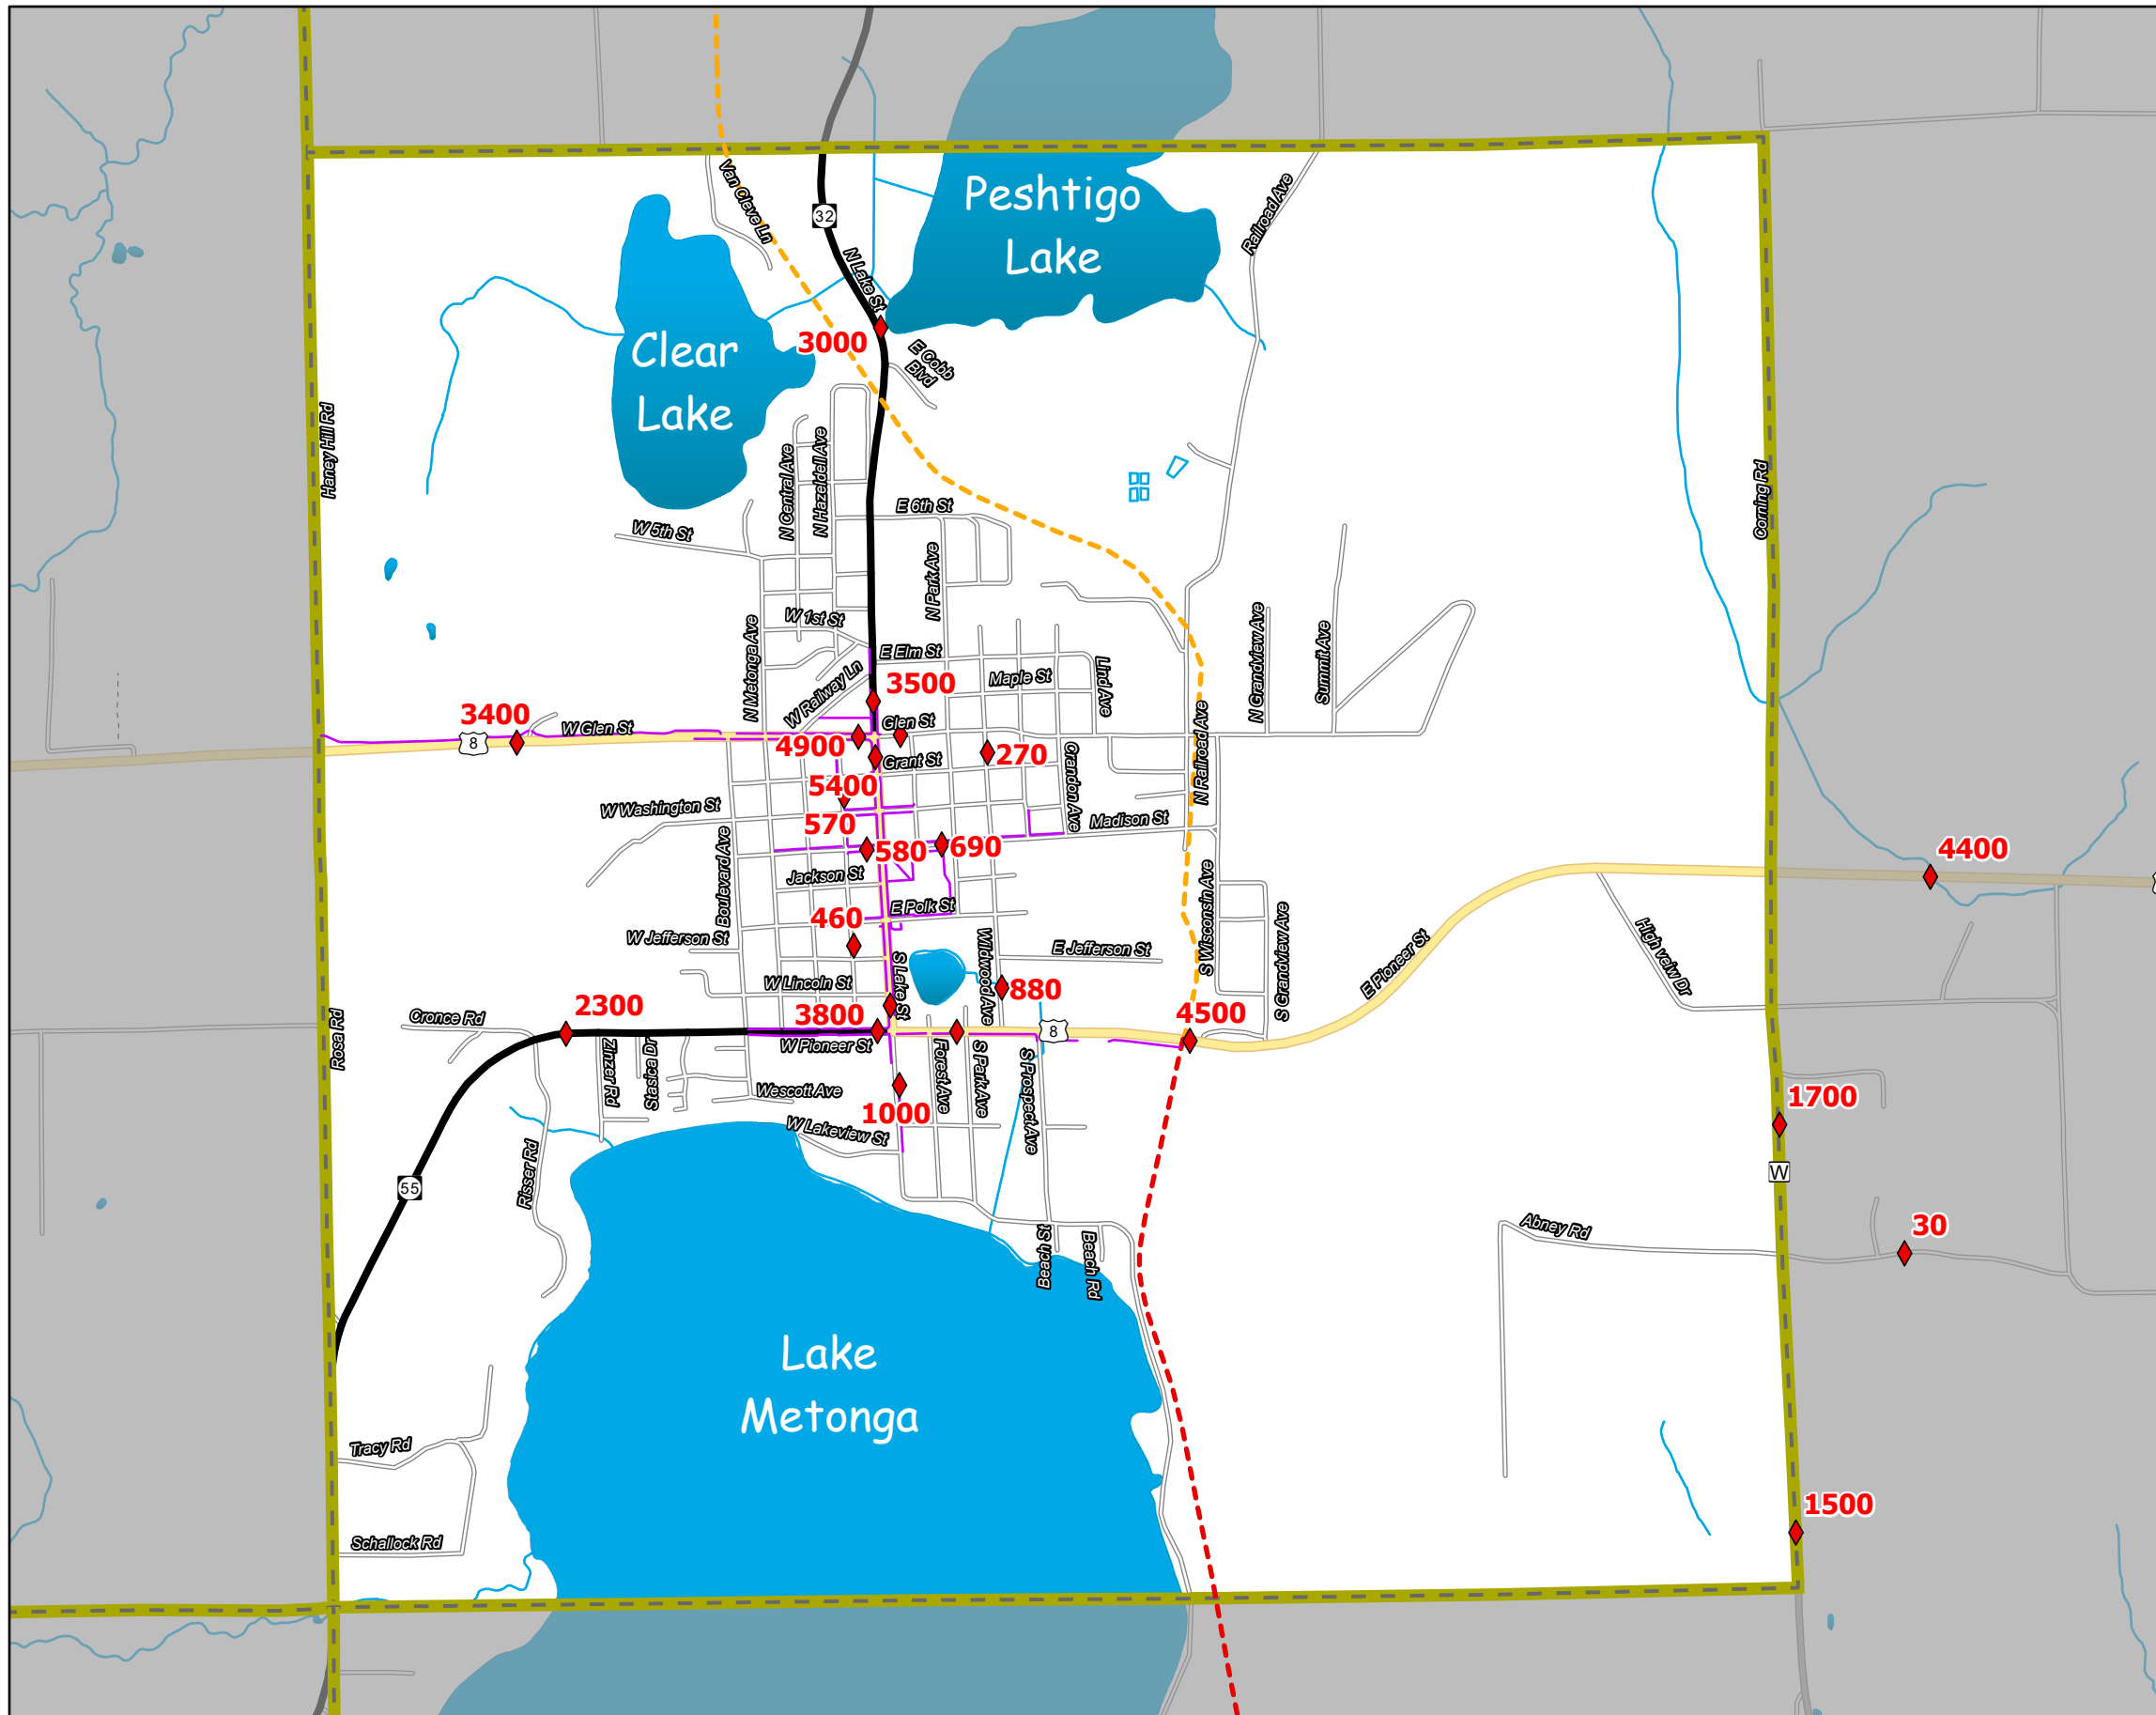 Peshtigo
Lake
Van Cleve Ln
32
Railroad Ave
N Lake St
3000
Clear
Lake
E Cobb
Blvd
Haney Hill Rd
N Central Ave
N Hazeldell Ave
Corning Rd
E 6th St
W 5th St
N Park Ave
W 1st St
N Metonga Ave
E Elm St
N Grandview Ave
Summit Ave
Maple St
Lind Ave
W Railway Ln
3500
3400
8
W Glen St
Glen St
N Railroad Ave
4900
Grant St
270
Crandon Ave
5400
W Washington St
570
Madison St
580
690
Boulevard Ave
4400
Jackson St
S Wisconsin Ave
460
E Polk St
W Jefferson St
Wildwood Ave
E Jefferson St
S Grandview Ave
E Pioneer St
High veiw Dr
W Lincoln St
S Lake St
880
2300
3800
4500
Cronce Rd
8
Rosa Rd
W Pioneer St
Zinzer Rd
Stasica Dr
Forest Ave
S Park Ave
S Prospect Ave
Wescott Ave
1700
1000
W Lakeview St
Risser Rd
W
55
Abney Rd
30
Beach St
Beach Rd
Lake
Metonga
Tracy Rd
1500
Schallock Rd